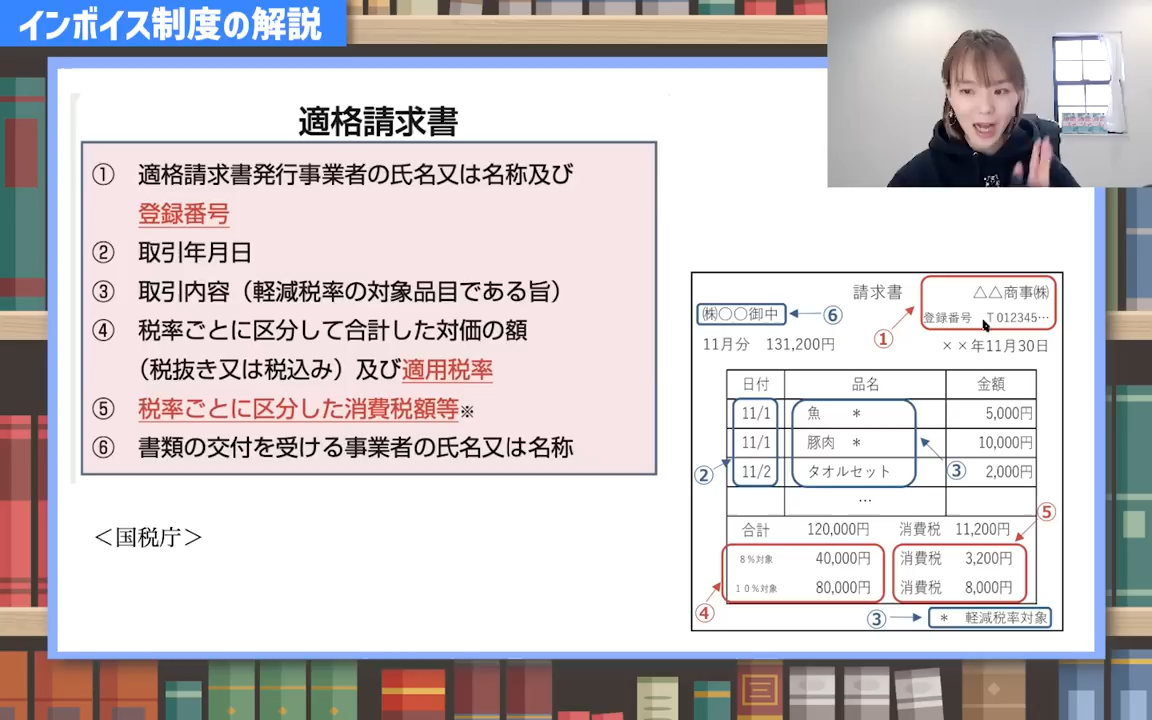 インボイス制度の解説
適格請求書
① 適格請求書発行事業者の氏名又は名称及び
登録番号
② 取引年月日
③ 取引内容（軽減税率の対象品目である旨）
④ 税率ごとに区分して合計した対価の額
（税抜き又は税込み）及び適用税率
⑤ 税率ごとに区分した消費税額等※
⑥ 書類の交付を受ける事業者の氏名又は名称
＜国税庁＞
請求書
△△商事㈱
㈱〇〇御中
⑥
①
登録番号 T012345…
11月分 131,200円
××年11月30日
日付 品名 金額
11/1 魚 * 5,000円
11/1 豚肉 * 10,000円
11/2 タオルセット 2,000円
②
③
…
⑤
合計 120,000円 消費税 11,200円
8%対象 40,000円 消費税 3,200円
10%対象 80,000円 消費税 8,000円
④
③ * 軽減税率対象